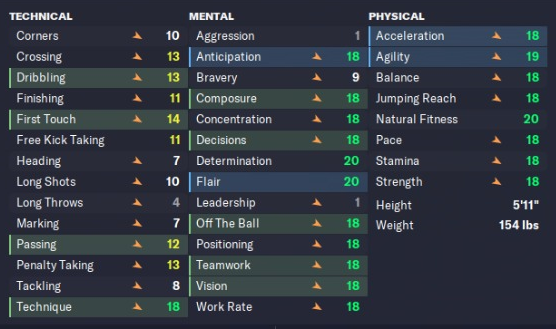 TECHNICAL MENTAL PHYSICAL
Corners 10 Aggression 1 Acceleration 18
Crossing 13 Anticipation 18 Agility 19
Dribbling 13 Bravery 9 Balance 18
Finishing 11 Composure 18 Jumping Reach 18
First Touch 14 Concentration 18 Natural Fitness 20
Free Kick Taking 11 Decisions 18 Pace 18
Heading 7 Determination 20 Stamina 18
Long Shots 10 Flair 20 Strength 18
Long Throws 4 Leadership 1 Height 5'11"
Marking 7 Off The Ball 18 Weight 154 lbs
Passing 12 Positioning 18
Penalty Taking 13 Teamwork 18
Tackling 8 Vision 18
Technique 18 Work Rate 18